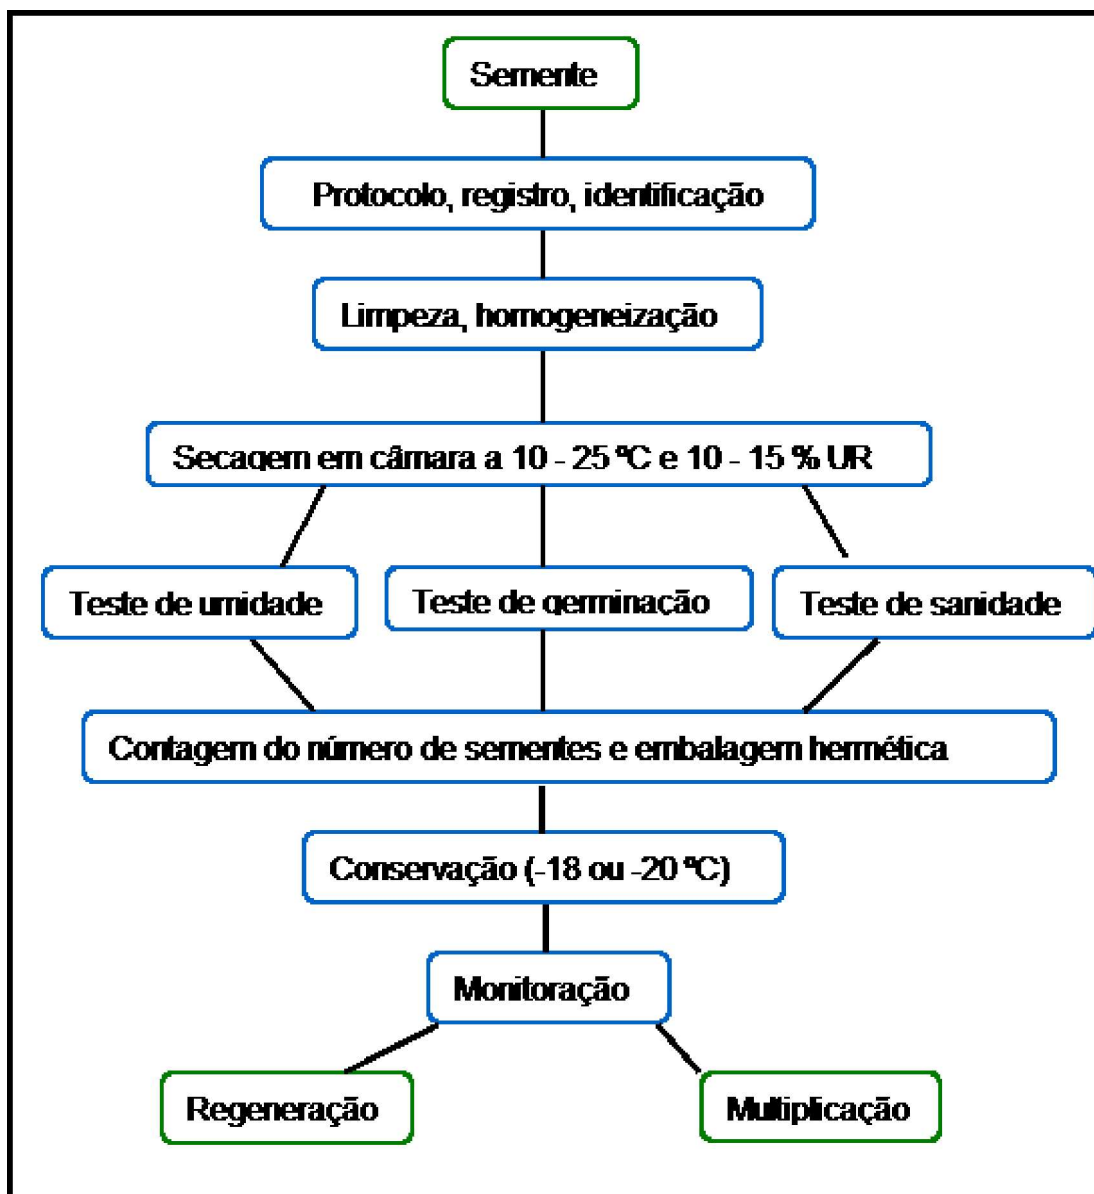 Semente
Protocolo, registro, identificação
Limpeza, homogeneização
Secagem em câmara a 10 - 25 ºC e 10 - 15 % UR
Teste de umidade
Teste de germinação
Teste de sanidade
Contagem do número de sementes e embalagem hermética
Conservação (-18 ou -20 ºC)
Monitoração
Regeneração
Multiplicação